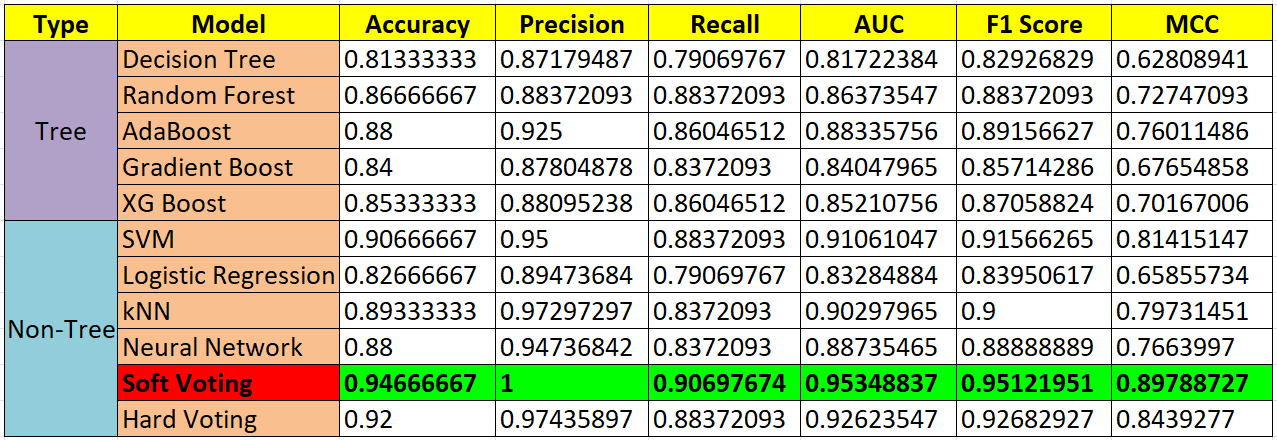 Type Model Accuracy Precision Recall AUC F1 Score MCC
Tree
Decision Tree 0.81333333 0.87179487 0.79069767 0.81722384 0.82926829 0.62808941
Random Forest 0.86666667 0.88372093 0.88372093 0.86373547 0.88372093 0.72747093
AdaBoost 0.88 0.925 0.86046512 0.88335756 0.89156627 0.76011486
Gradient Boost 0.84 0.87804878 0.8372093 0.84047965 0.85714286 0.67654858
XG Boost 0.85333333 0.88095238 0.86046512 0.85210756 0.87058824 0.70167006
Non-Tree
SVM 0.90666667 0.95 0.88372093 0.91061047 0.91566265 0.81415147
Logistic Regression 0.82666667 0.89473684 0.79069767 0.83284884 0.83950617 0.65855734
kNN 0.89333333 0.97297297 0.8372093 0.90297965 0.9 0.79731451
Neural Network 0.88 0.94736842 0.8372093 0.88735465 0.88888889 0.7663997
Soft Voting 0.94666667 1 0.90697674 0.95348837 0.95121951 0.89788727
Hard Voting 0.92 0.97435897 0.88372093 0.92623547 0.92682927 0.8439277